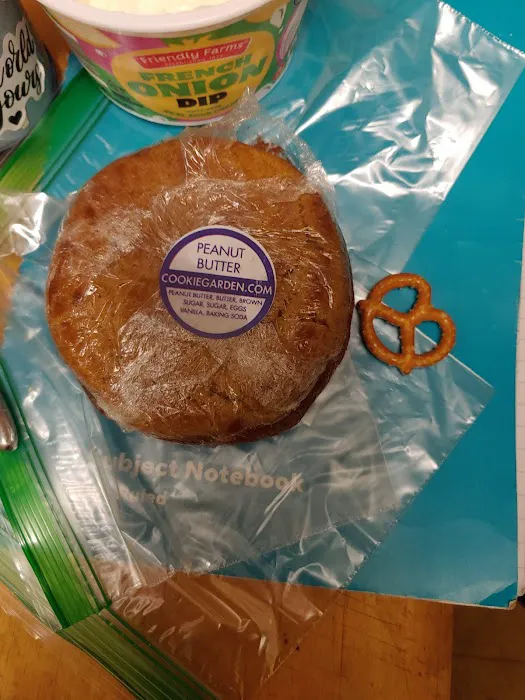 Friendly Farms
FRENCH
ONION
DIP
PEANUT
BUTTER
COOKIEGARDEN.COM
PEANUT BUTTER, BUTTER, BROWN
SUGAR, SUGAR, EGGS
VANILLA, BAKING SODA
Subject Notebook
Ruled